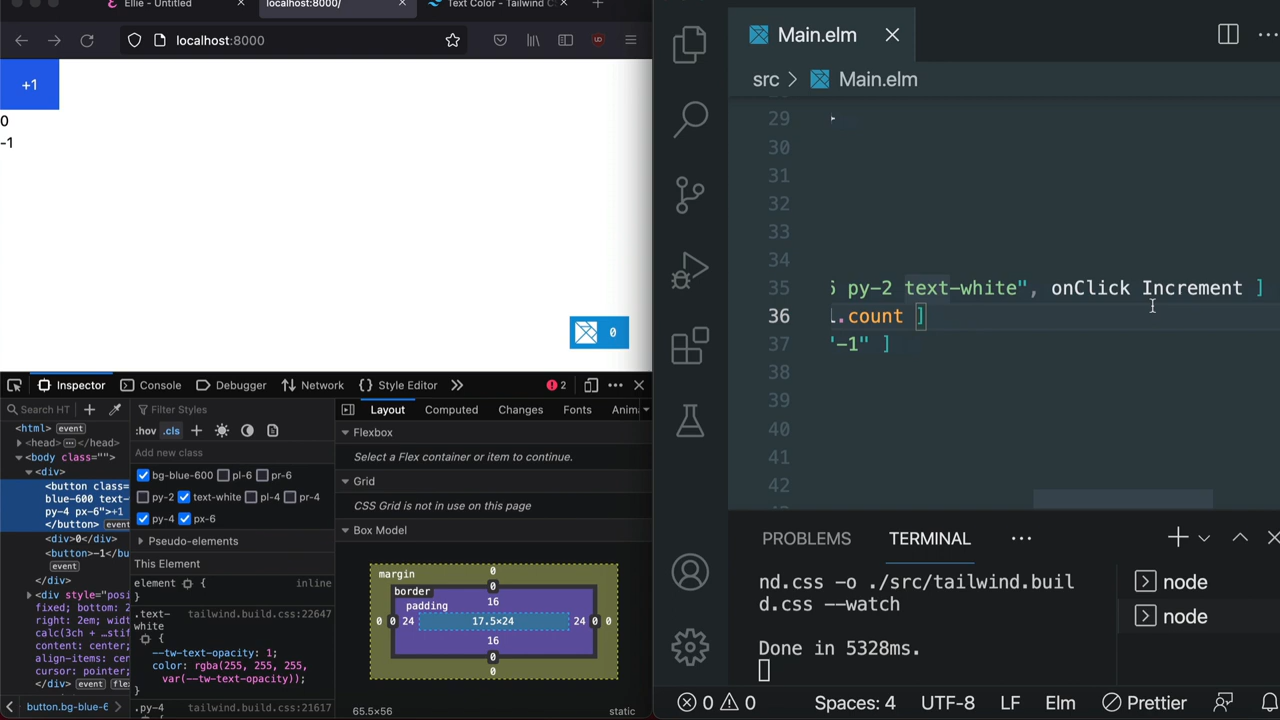 Ellie - Untitled
localhost:8000/
Text Color - Tailwind C
localhost:8000
+1
0
-1
0
Inspector
Console
Debugger
Network
Style Editor
2
Search HT
Filter Styles
:hov
.cls
Layout
Computed
Changes
Fonts
Anim
<html> event
<head> </head>
<body class="">
<div>
<button class=
blue-600 text-
py-4 px-6">+1
</button> event
<div>0</div>
<button>-1</bu
event
</div>
<div style="posi
fixed; bottom: 2
right: 2em; widt
calc(3ch + …stif
content: center;
align-items: cen
cursor: pointer;
</div> event fle
button.bg-blue-6
Add new class
bg-blue-600 pl-6 pr-6
py-2 text-white pl-4 pr-4
py-4 px-6
Pseudo-elements
This Element
element { inline
}
.text- tailwind.build.css:22647
white
{
--tw-text-opacity: 1;
color: rgba(255, 255, 255,
var(--tw-text-opacity));
}
.py-4 tailwind.build.css:21617
Flexbox
Select a Flex container or item to continue.
Grid
CSS Grid is not in use on this page
Box Model
margin
0
border
0
padding
16
0 0 24 17.5×24 24 0 0
16
0
0
65.5×56 static
Main.elm
src > Main.elm
29
30
31
32
33
34
35 py-2 text-white", onClick Increment ]
36 .count ]
37 "-1" ]
38
39
40
41
42
PROBLEMS TERMINAL
nd.css -o ./src/tailwind.buil
d.css --watch
Done in 5328ms.
node
node
0 0 Spaces: 4 UTF-8 LF Elm Prettier